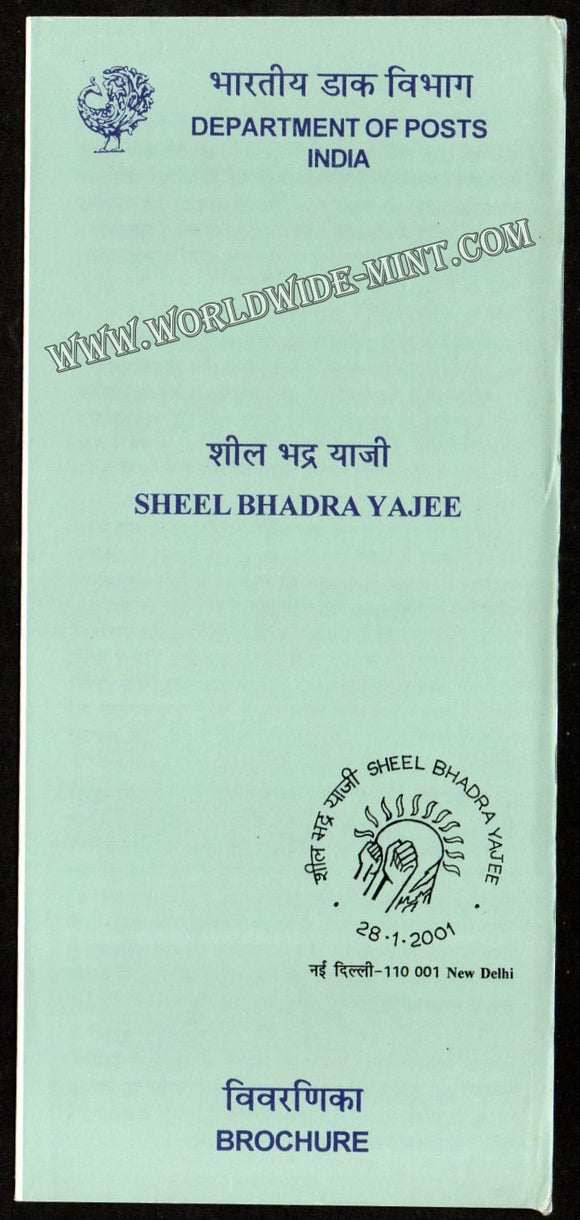 भारतीय डाक विभाग
DEPARTMENT OF POSTS
INDIA
WWW.WORLDWIDE-MINT.COM
शील भद्र याजी
SHEEL BHADRA YAJEE
शील भद्र याजी SHEEL BHADRA YAJEE
28·1·2001
नई दिल्ली-110 001 New Delhi
विवरणिका
BROCHURE